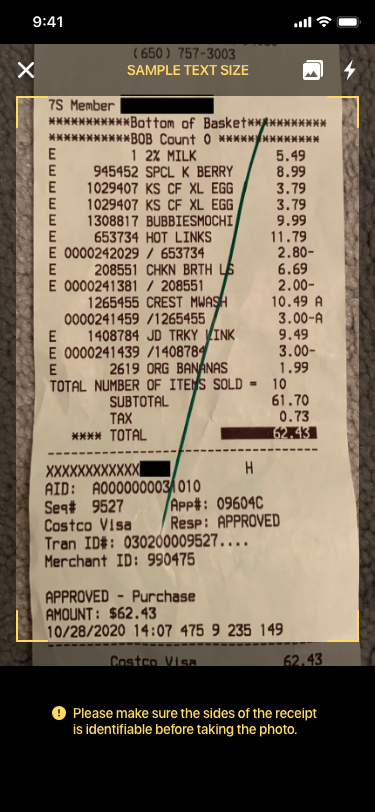 9:41
(650) 757-3003
SAMPLE TEXT SIZE
7S Member
***********Bottom of Basket***********
***********BOB Count 0 **************
E 1 2% MILK 5.49
E 945452 SPCL K BERRY 8.99
E 1029407 KS CF XL EGG 3.79
E 1029407 KS CF XL EGG 3.79
E 1308817 BUBBIESMOCHI 9.99
E 653734 HOT LINKS 11.79
E 0000242029 / 653734 2.80-
E 208551 CHKN BRTH LS 6.69
E 0000241381 / 208551 2.00-
1265455 CREST MWASH 10.49 A
0000241459 /1265455 3.00-A
E 1408784 JD TRKY LINK 9.49
E 0000241439 /1408784 3.00-
E 2619 ORG BANANAS 1.99
TOTAL NUMBER OF ITEMS SOLD = 10
SUBTOTAL 61.70
TAX 0.73
**** TOTAL 62.43
XXXXXXXXXXXX H
AID: A000000003 010
Seq# 9527 App#: 09604C
Costco Visa Resp: APPROVED
Tran ID#: 030200009527....
Merchant ID: 990475
APPROVED - Purchase
AMOUNT: $62.43
10/28/2020 14:07 475 9 235 149
Costco Visa 62.43
Please make sure the sides of the receipt
is identifiable before taking the photo.